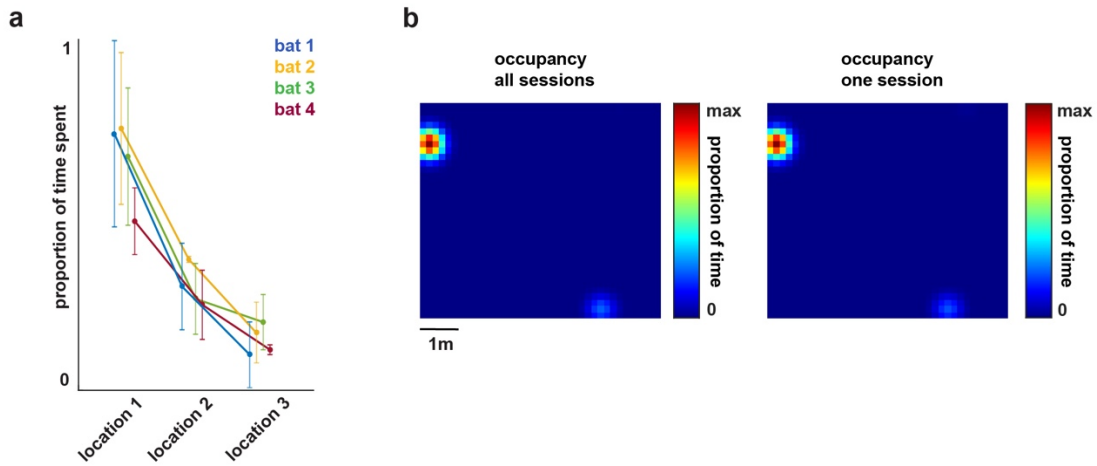 a
1
bat 1
bat 2
bat 3
bat 4
proportion of time spent
0
location 1
location 2
location 3
b
occupancy
all sessions
max
proportion of time
0
1m
occupancy
one session
max
proportion of time
0